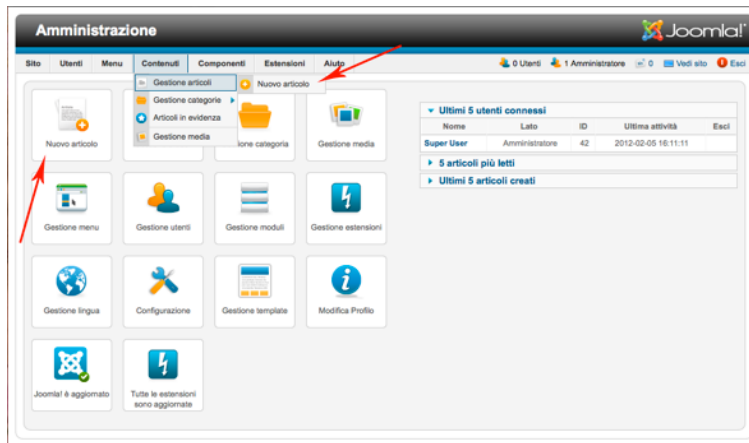 Amministrazione
Joomla!
Sito Utenti Menu Contenuti Componenti Estensioni Aiuto
0 Utenti 1 Amministratore 0 Vedi sito Esci
Gestione articoli
Nuovo articolo
Gestione categorie
Articoli in evidenza
Gestione media
Nuovo articolo
ione categoria
Gestione media
Gestione menu
Gestione utenti
Gestione moduli
Gestione estensioni
Gestione lingua
Configurazione
Gestione template
Modifica Profilo
Joomla! è aggiornato
Tutte le estensioni
sono aggiornate
Ultimi 5 utenti connessi
Nome Lato ID Ultima attività Esci
Super User Amministratore 42 2012-02-05 16:11:11
5 articoli più letti
Ultimi 5 articoli creati